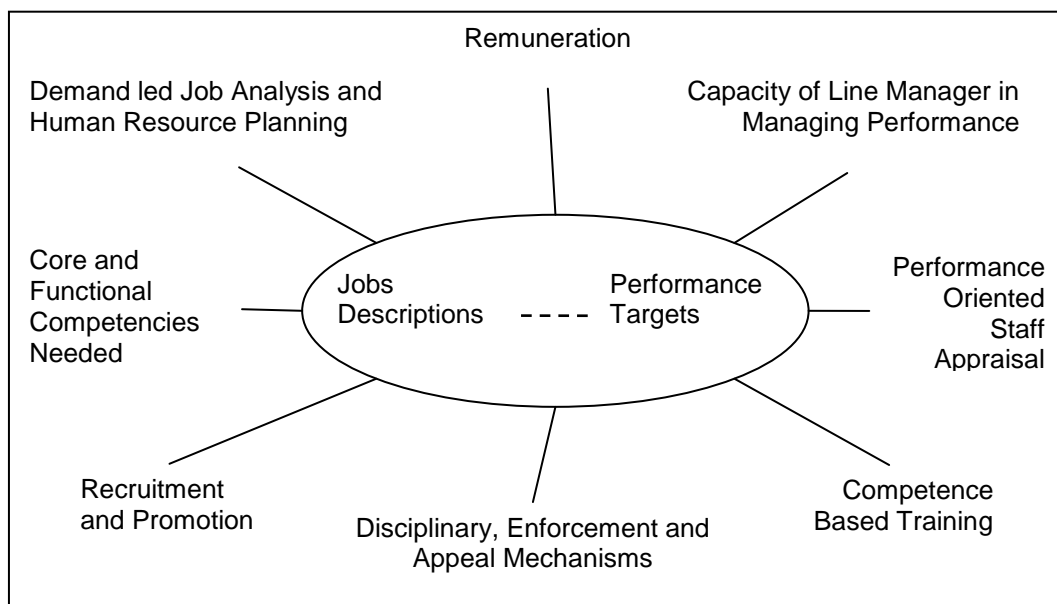 Remuneration
Demand led Job Analysis and
Human Resource Planning
Capacity of Line Manager in
Managing Performance
Core and
Functional
Competencies
Needed
Jobs
Descriptions
Performance
Targets
Performance
Oriented
Staff
Appraisal
Recruitment
and Promotion
Disciplinary, Enforcement and
Appeal Mechanisms
Competence
Based Training